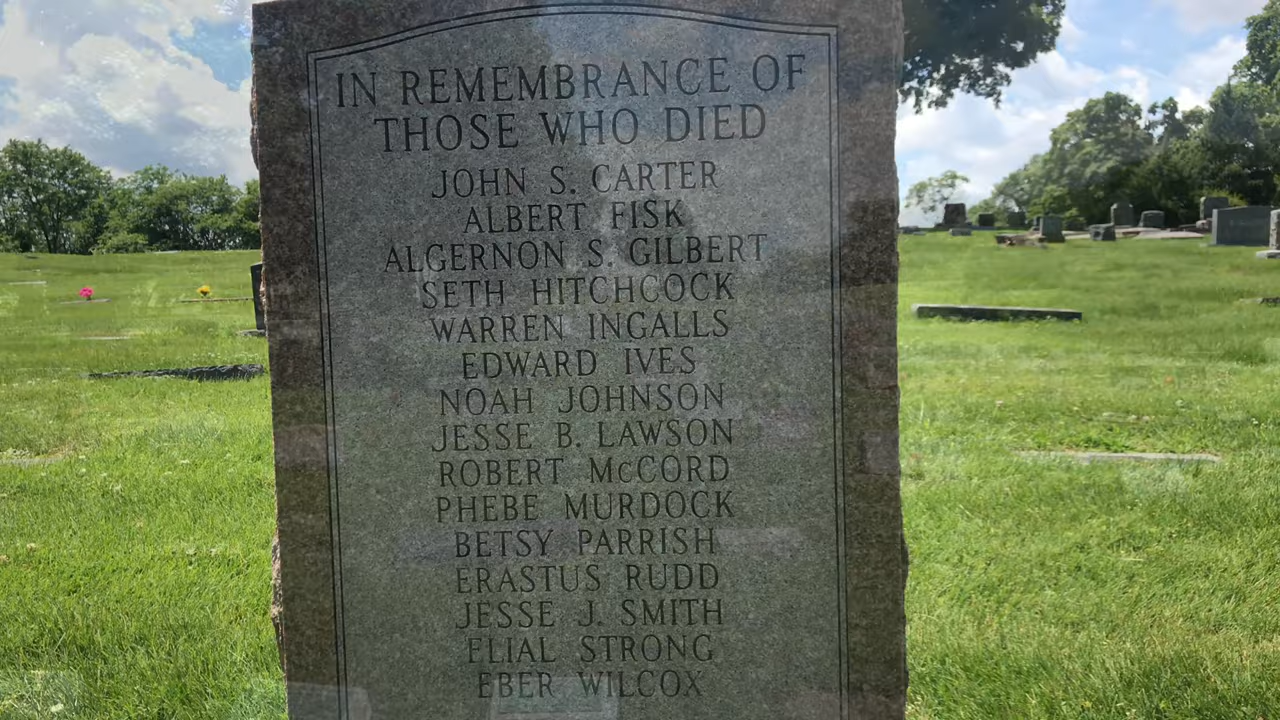 IN REMEMBRANCE OF
THOSE WHO DIED
JOHN S. CARTER
ALBERT FISK
ALGERNON S. GILBERT
SETH HITCHCOCK
WARREN INGALLS
EDWARD IVES
NOAH JOHNSON
JESSE B. LAWSON
ROBERT McCORD
PHEBE MURDOCK
BETSY PARRISH
ERASTUS RUDD
JESSE J. SMITH
ELIAL STRONG
EBER WILCOX